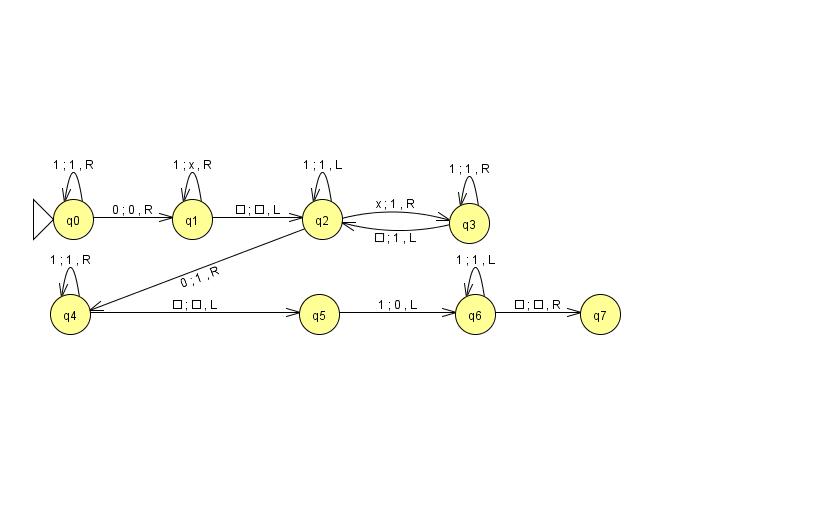 1 ; 1 , R
1 ; x , R
1 ; 1 , L
1 ; 1 , R
q0
0 ; 0 , R
q1
□ ; □ , L
q2
x ; 1 , R
□ ; 1 , L
q3
0 ; 1 , R
1 ; 1 , R
1 ; 1 , L
q4
□ ; □ , L
q5
1 ; 0 , L
q6
□ ; □ , R
q7